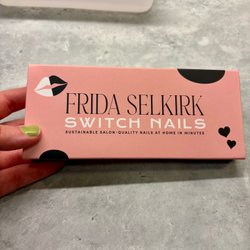 FRIDA SELKIRK
SWITCH NAILS
SUSTAINABLE SALON-QUALITY NAILS AT HOME IN MINUTES